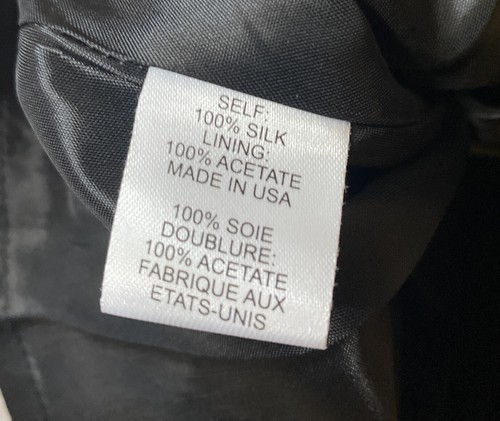 SELF:
100% SILK
LINING:
100% ACETATE
MADE IN USA
100% SOIE
DOUBLURE:
100% ACETATE
FABRIQUE AUX
ETATS-UNIS